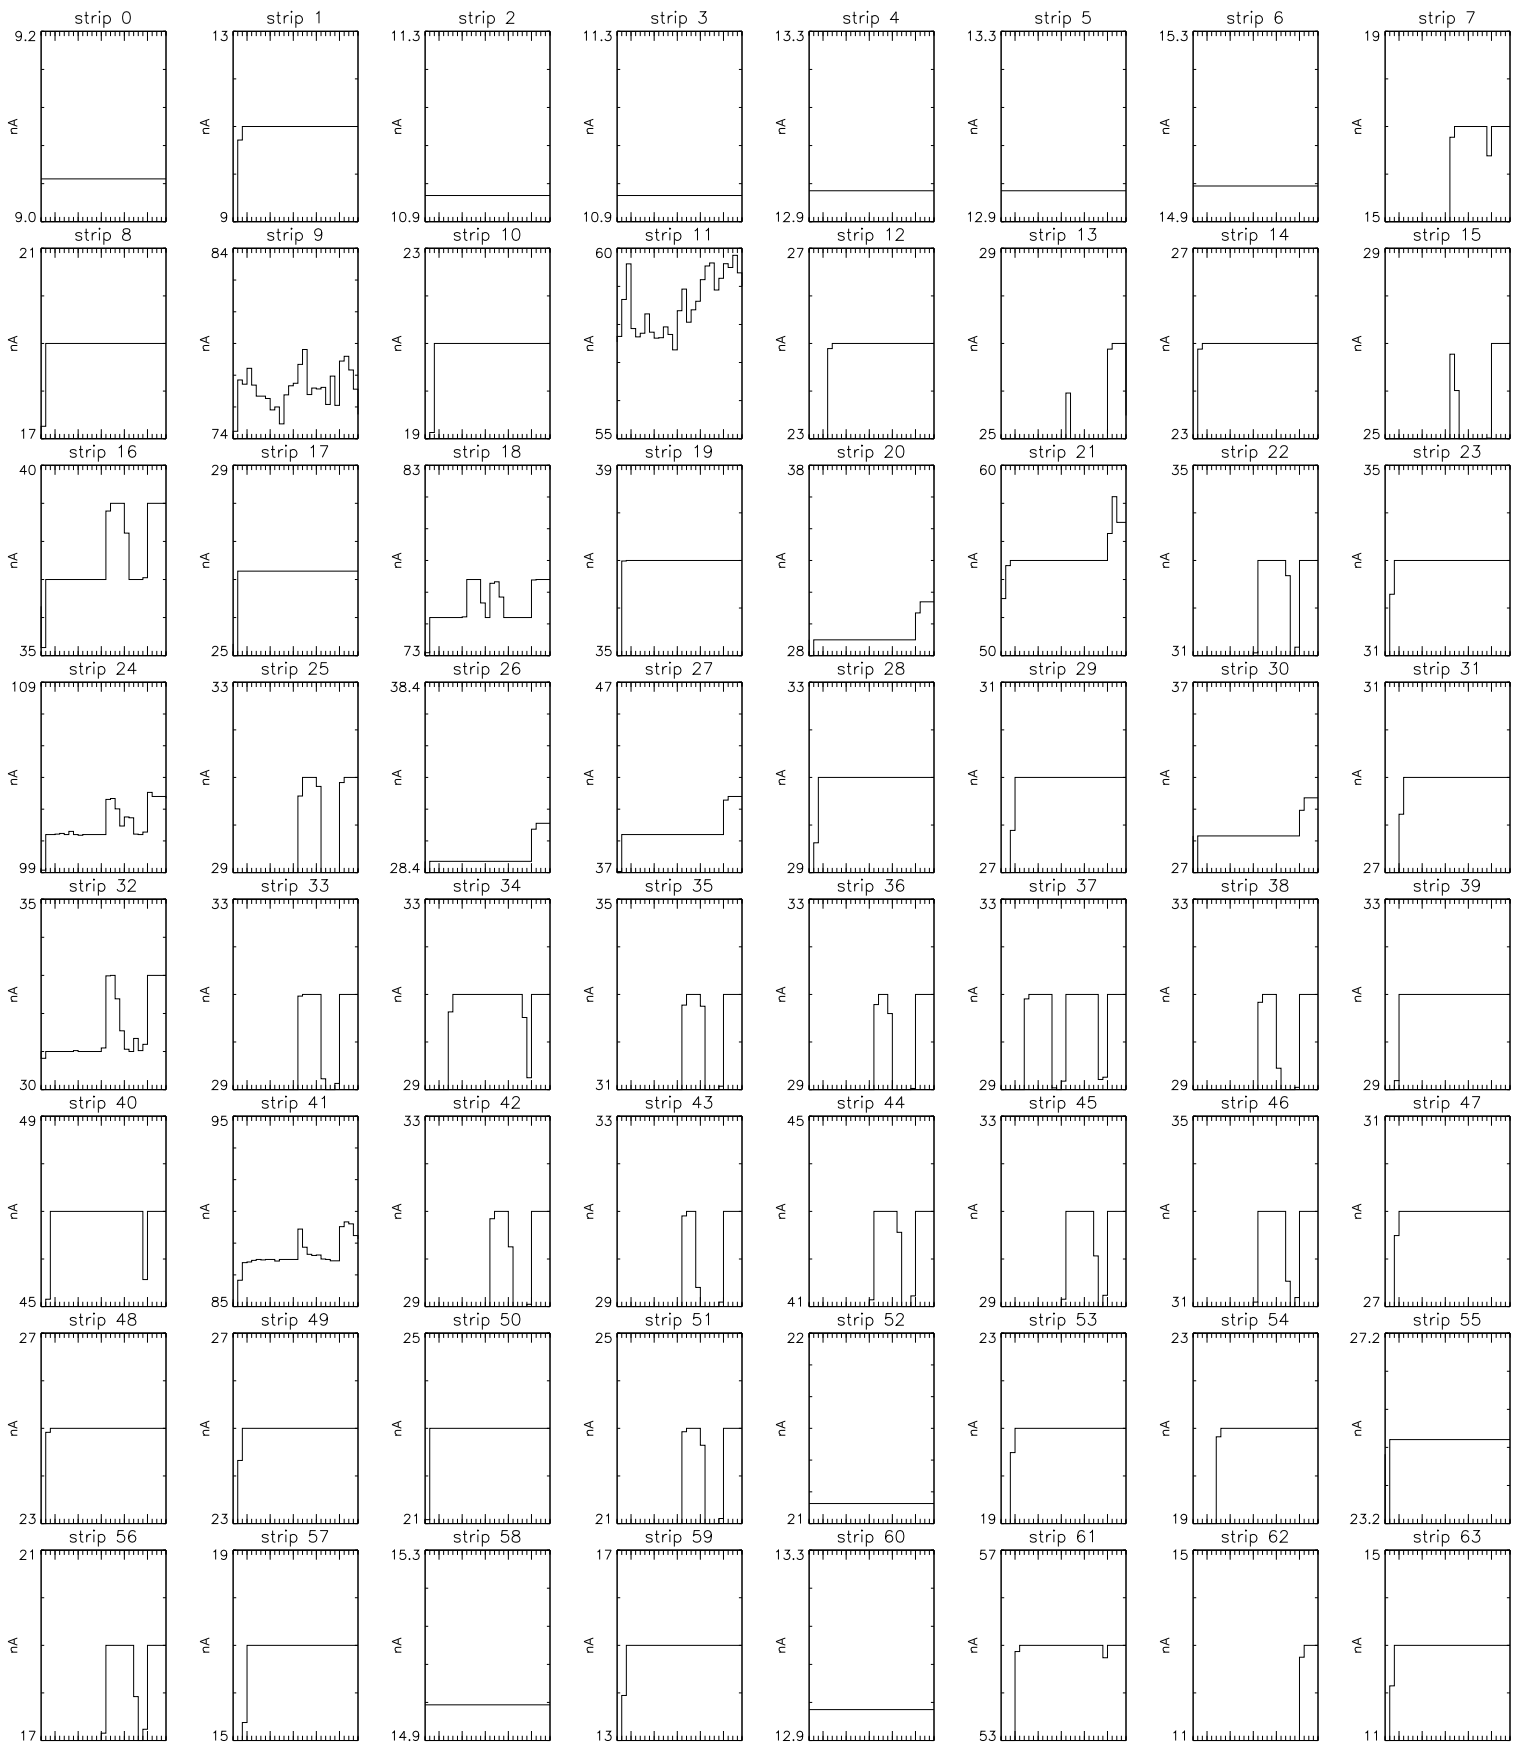 strip 0 strip 1 strip 2 strip 3 strip 4 strip 5 strip 6 strip 7
9.2 13 11.3 11.3 13.3 13.3 15.3 19
nA nA nA nA nA nA nA nA
9.0 9 10.9 10.9 12.9 12.9 14.9 15
strip 8 strip 9 strip 10 strip 11 strip 12 strip 13 strip 14 strip 15
21 84 23 60 27 29 27 29
nA nA nA nA nA nA nA nA
17 74 19 55 23 25 23 25
strip 16 strip 17 strip 18 strip 19 strip 20 strip 21 strip 22 strip 23
40 29 83 39 38 60 35 35
nA nA nA nA nA nA nA nA
35 25 73 35 28 50 31 31
strip 24 strip 25 strip 26 strip 27 strip 28 strip 29 strip 30 strip 31
109 33 38.4 47 33 31 37 31
nA nA nA nA nA nA nA nA
99 29 28.4 37 29 27 27 27
strip 32 strip 33 strip 34 strip 35 strip 36 strip 37 strip 38 strip 39
35 33 33 35 33 33 33 33
nA nA nA nA nA nA nA nA
30 29 29 31 29 29 29 29
strip 40 strip 41 strip 42 strip 43 strip 44 strip 45 strip 46 strip 47
49 95 33 33 45 33 35 31
nA nA nA nA nA nA nA nA
45 85 29 29 41 29 31 27
strip 48 strip 49 strip 50 strip 51 strip 52 strip 53 strip 54 strip 55
27 27 25 25 22 23 23 27.2
nA nA nA nA nA nA nA nA
23 23 21 21 21 19 19 23.2
strip 56 strip 57 strip 58 strip 59 strip 60 strip 61 strip 62 strip 63
21 19 15.3 17 13.3 57 15 15
nA nA nA nA nA nA nA nA
17 15 14.9 13 12.9 53 11 11